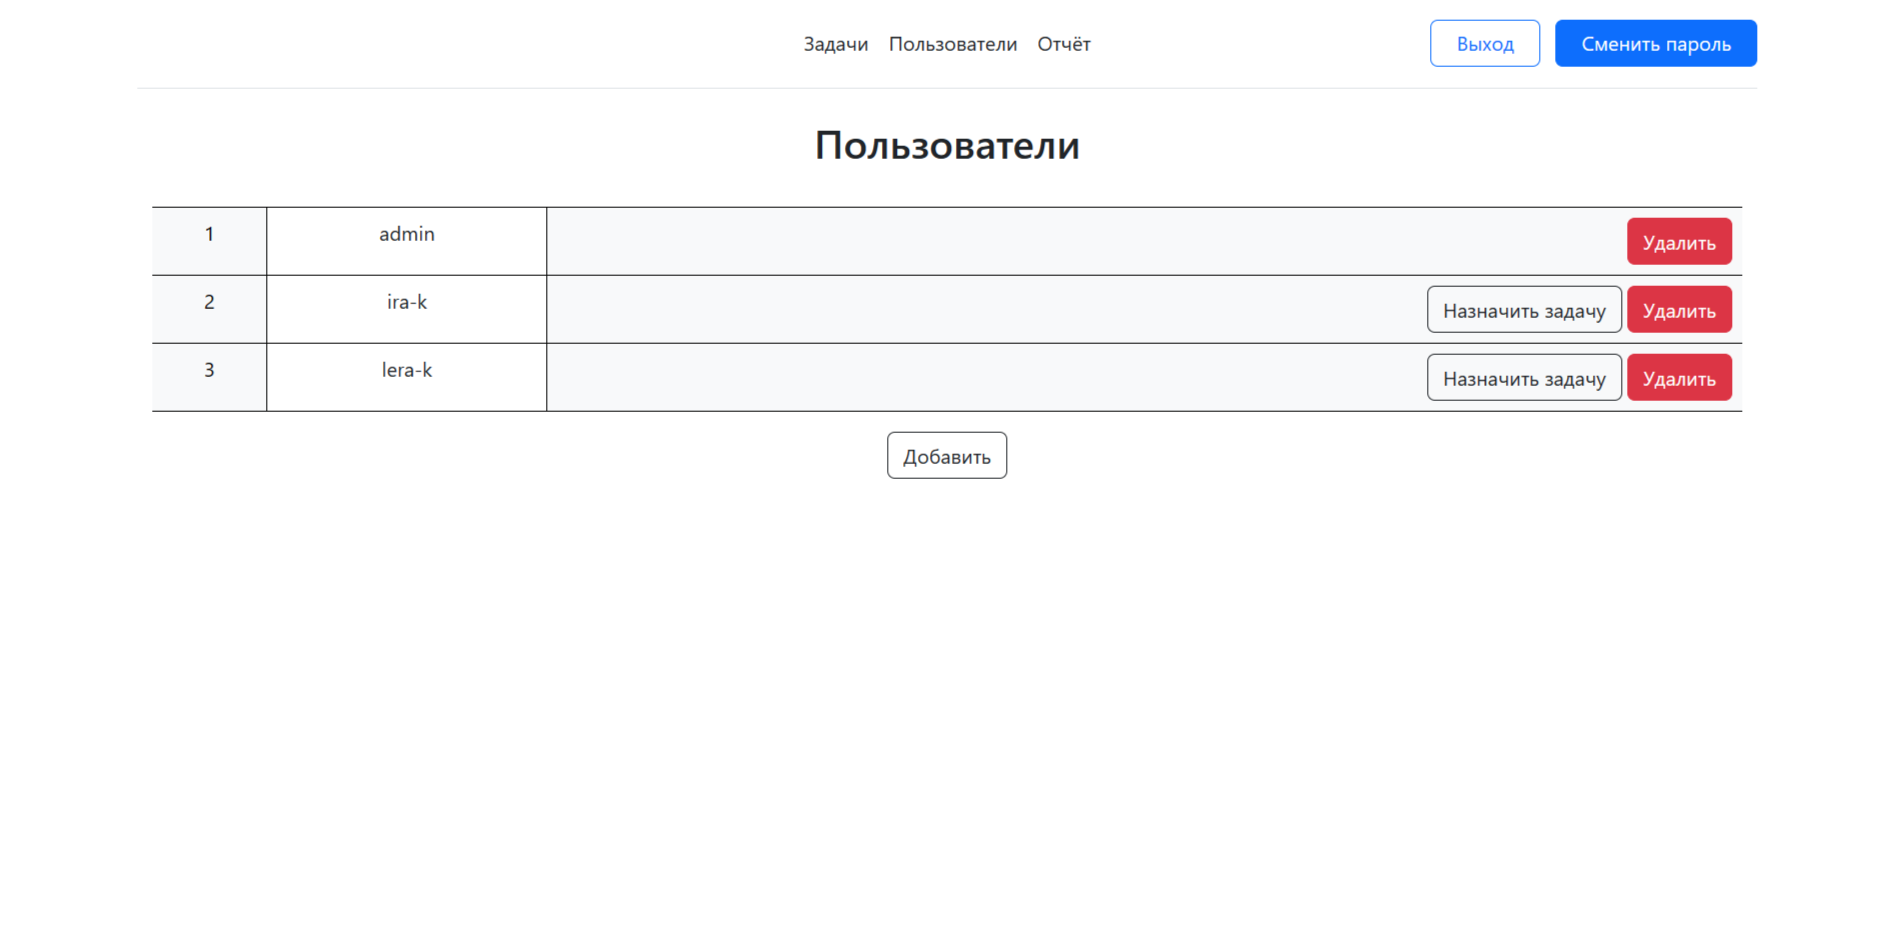 Задачи Пользователи Отчёт Выход Сменить пароль
Пользователи
1 admin Удалить
2 ira-k Назначить задачу Удалить
3 lera-k Назначить задачу Удалить
Добавить